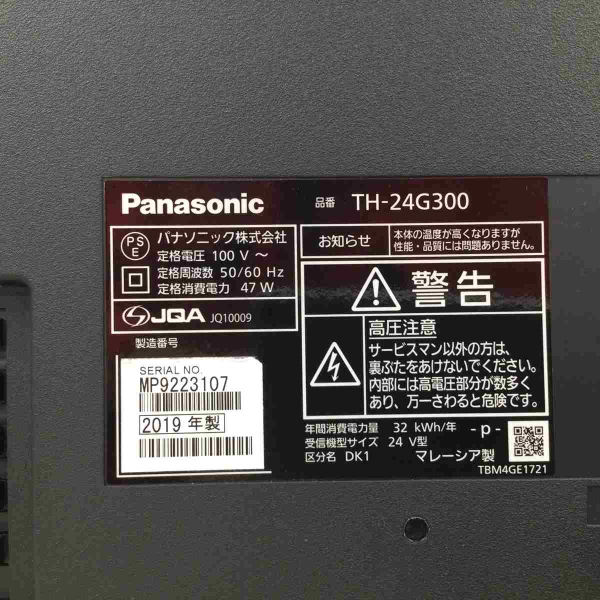 Panasonic
品番 TH-24G300
PS
E
パナソニック株式会社
定格電圧 100 V ～
定格周波数 50/60 Hz
定格消費電力 47 W
JQA JQ10009
製造番号
SERIAL NO.
MP9223107
2019 年製
お知らせ
本体の温度が高くなりますが
性能・品質には問題ありません。
警告
高圧注意
サービスマン以外の方は、
裏ぶたをあけないでください。
内部には高電圧部分が数多く
あり、万一さわると危険です。
年間消費電力量 32 kWh/年
受信機型サイズ 24 V型
区分名 DK1
-p-
マレーシア製
TBM4GE1721